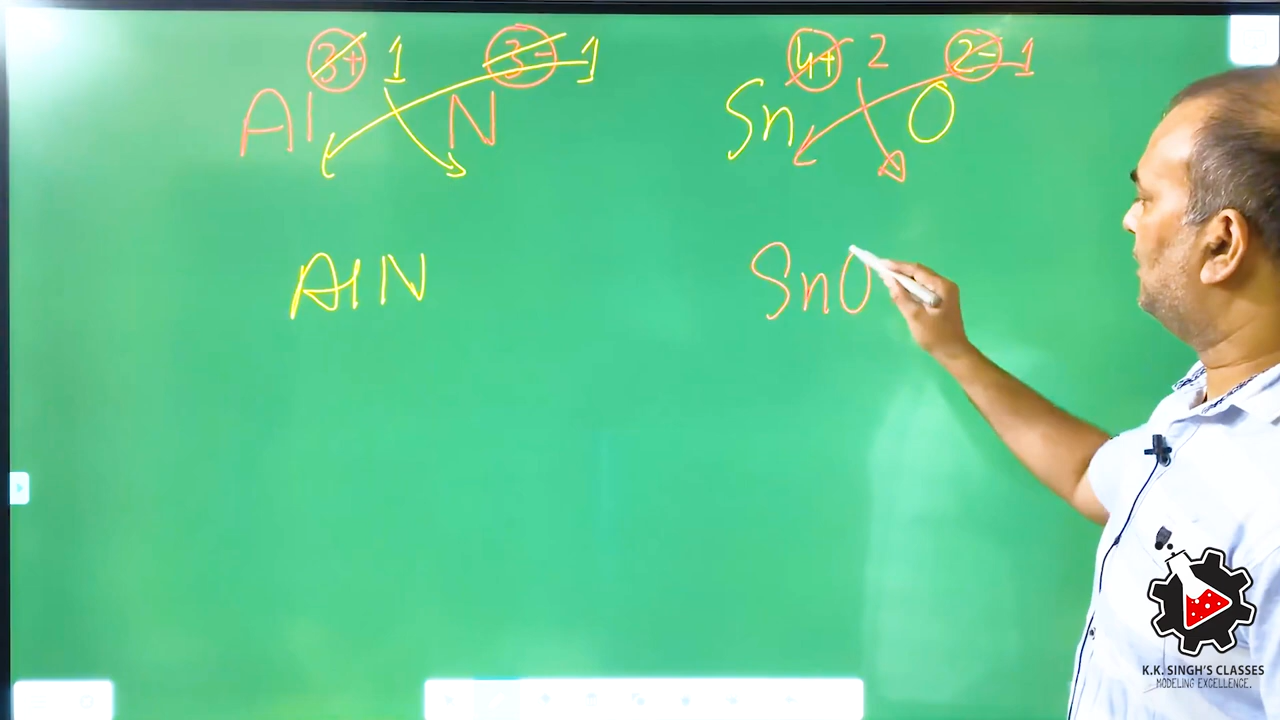 3+ 1 3- 1
Al N
AlN
4+ 2 2- 1
Sn O
SnO
K.K. SINGH'S CLASSES
MODELING EXCELLENCE.